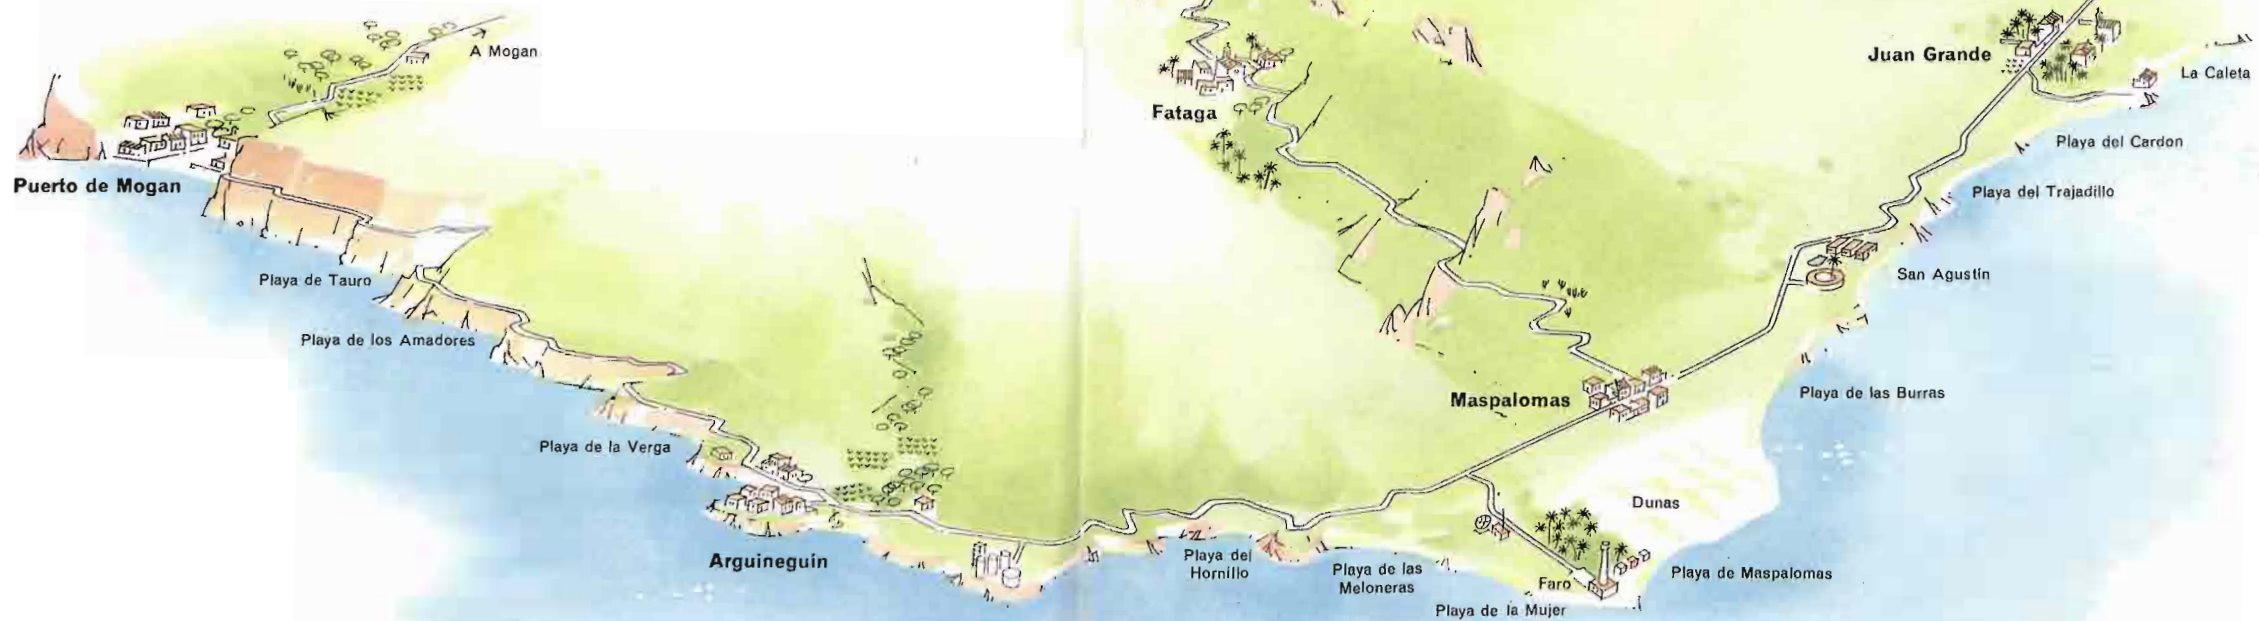 A Mogan
Puerto de Mogan
Playa de Tauro
Playa de los Amadores
Playa de la Verga
Arguineguin
Fataga
Juan Grande
La Caleta
Playa del Cardon
Playa del Trajadillo
San Agustín
Playa de las Burras
Maspalomas
Dunas
Playa de Maspalomas
Faro
Playa de la Mujer
Playa de las
Meloneras
Playa del
Hornillo